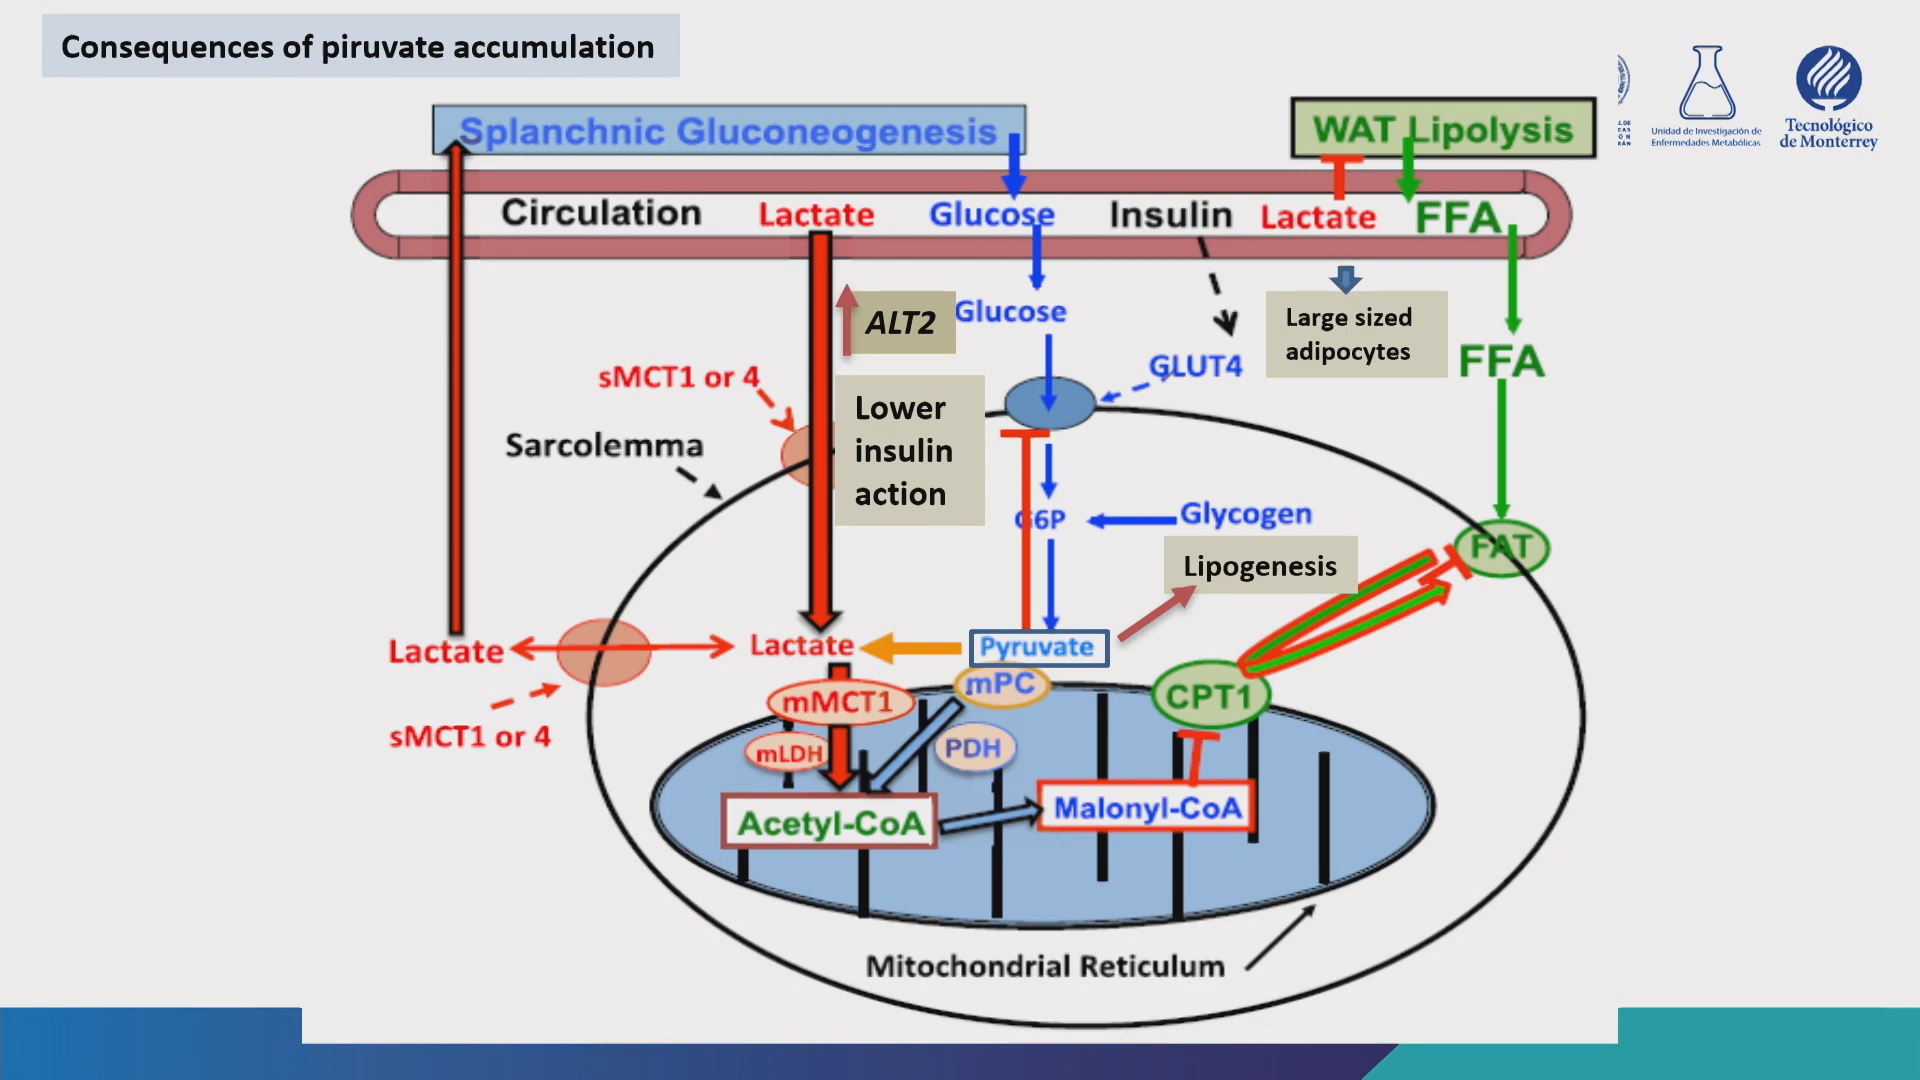 Consequences of piruvate accumulation
Unidad de Investigación de
Enfermedades Metabólicas
Tecnológico
de Monterrey
Splanchnic Gluconeogenesis
WAT Lipolysis
Circulation
Lactate
Glucose
Insulin
Lactate
FFA
ALT2
Glucose
Large sized
adipocytes
GLUT4
FFA
sMCT1 or 4
Lower
insulin
action
Sarcolemma
G6P
Glycogen
FAT
Lipogenesis
Lactate
Lactate
Pyruvate
mPC
CPT1
mMCT1
sMCT1 or 4
mLDH
PDH
Acetyl-CoA
Malonyl-CoA
Mitochondrial Reticulum